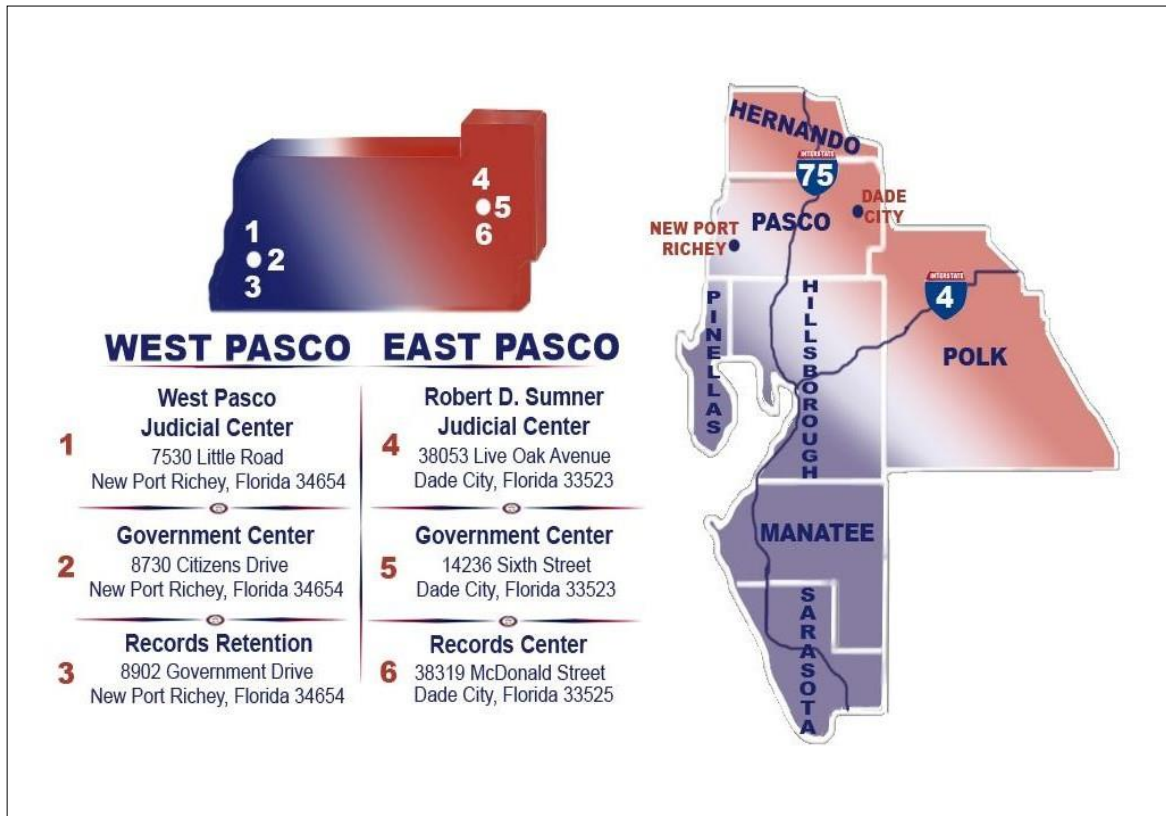 1
2
3
4
5
6
WEST PASCO
West Pasco
Judicial Center
1
7530 Little Road
New Port Richey, Florida 34654
Government Center
2
8730 Citizens Drive
New Port Richey, Florida 34654
Records Retention
3
8902 Government Drive
New Port Richey, Florida 34654
EAST PASCO
Robert D. Sumner
Judicial Center
4
38053 Live Oak Avenue
Dade City, Florida 33523
Government Center
5
14236 Sixth Street
Dade City, Florida 33523
Records Center
6
38319 McDonald Street
Dade City, Florida 33525
HERNANDO
INTERSTATE
75
PASCO
DADE
CITY
NEW PORT
RICHEY
PINELLAS
HILLSBOROUGH
INTERSTATE
4
POLK
MANATEE
SARASOTA